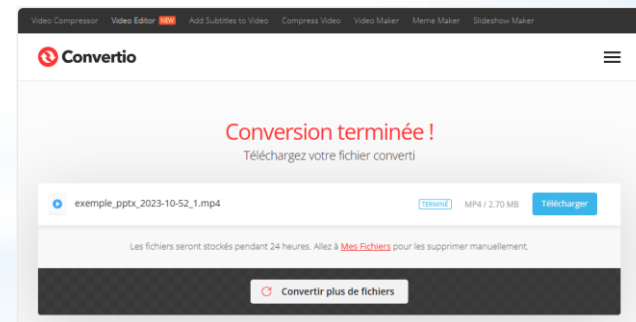 Video Compressor Video Editor NEW Add Subtitles to Video Compress Video Video Maker Meme Maker Slideshow Maker
Convertio
Conversion terminée !
Téléchargez votre fichier converti
exemple_pptx_2023-10-52_1.mp4 TERMINÉ MP4 / 2.70 MB Télécharger
Les fichiers seront stockés pendant 24 heures. Allez à Mes Fichiers pour les supprimer manuellement.
Convertir plus de fichiers